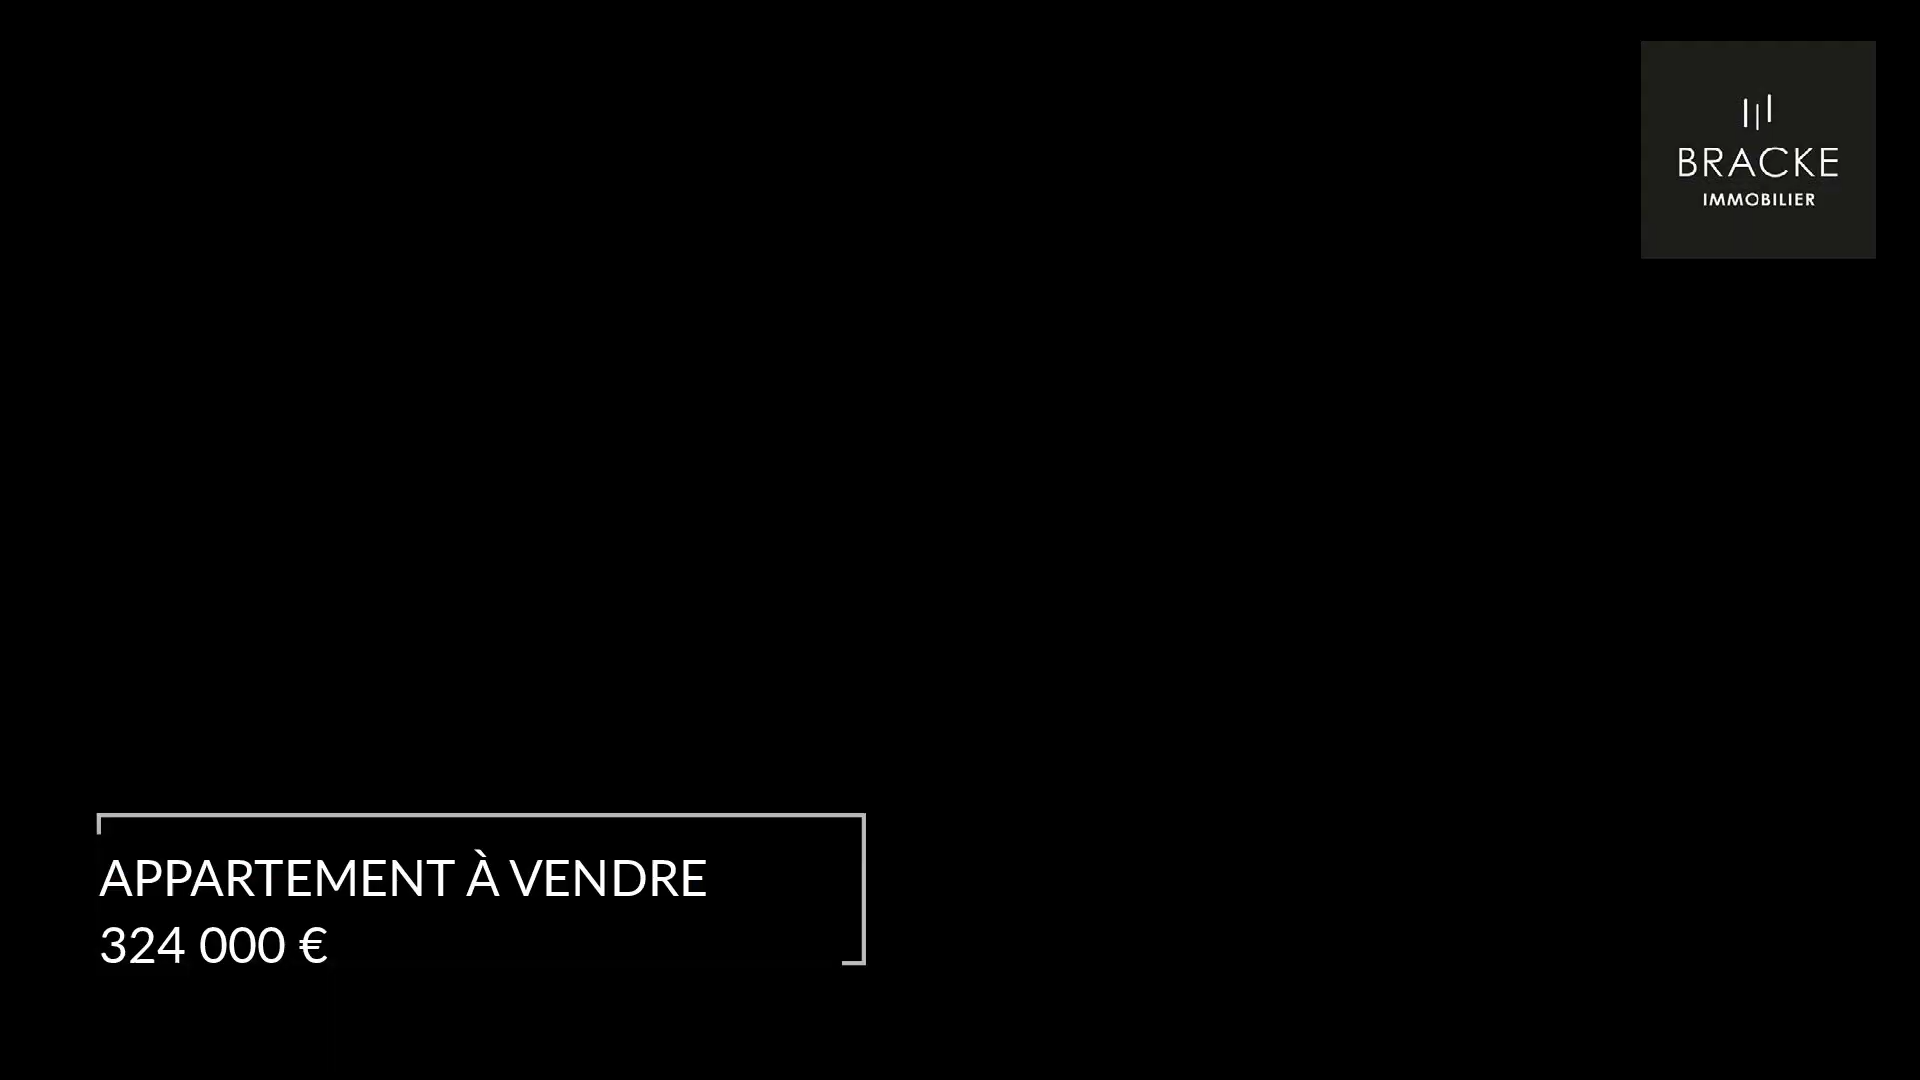 BRACKE
IMMOBILIER
APPARTEMENT À VENDRE
324 000 €